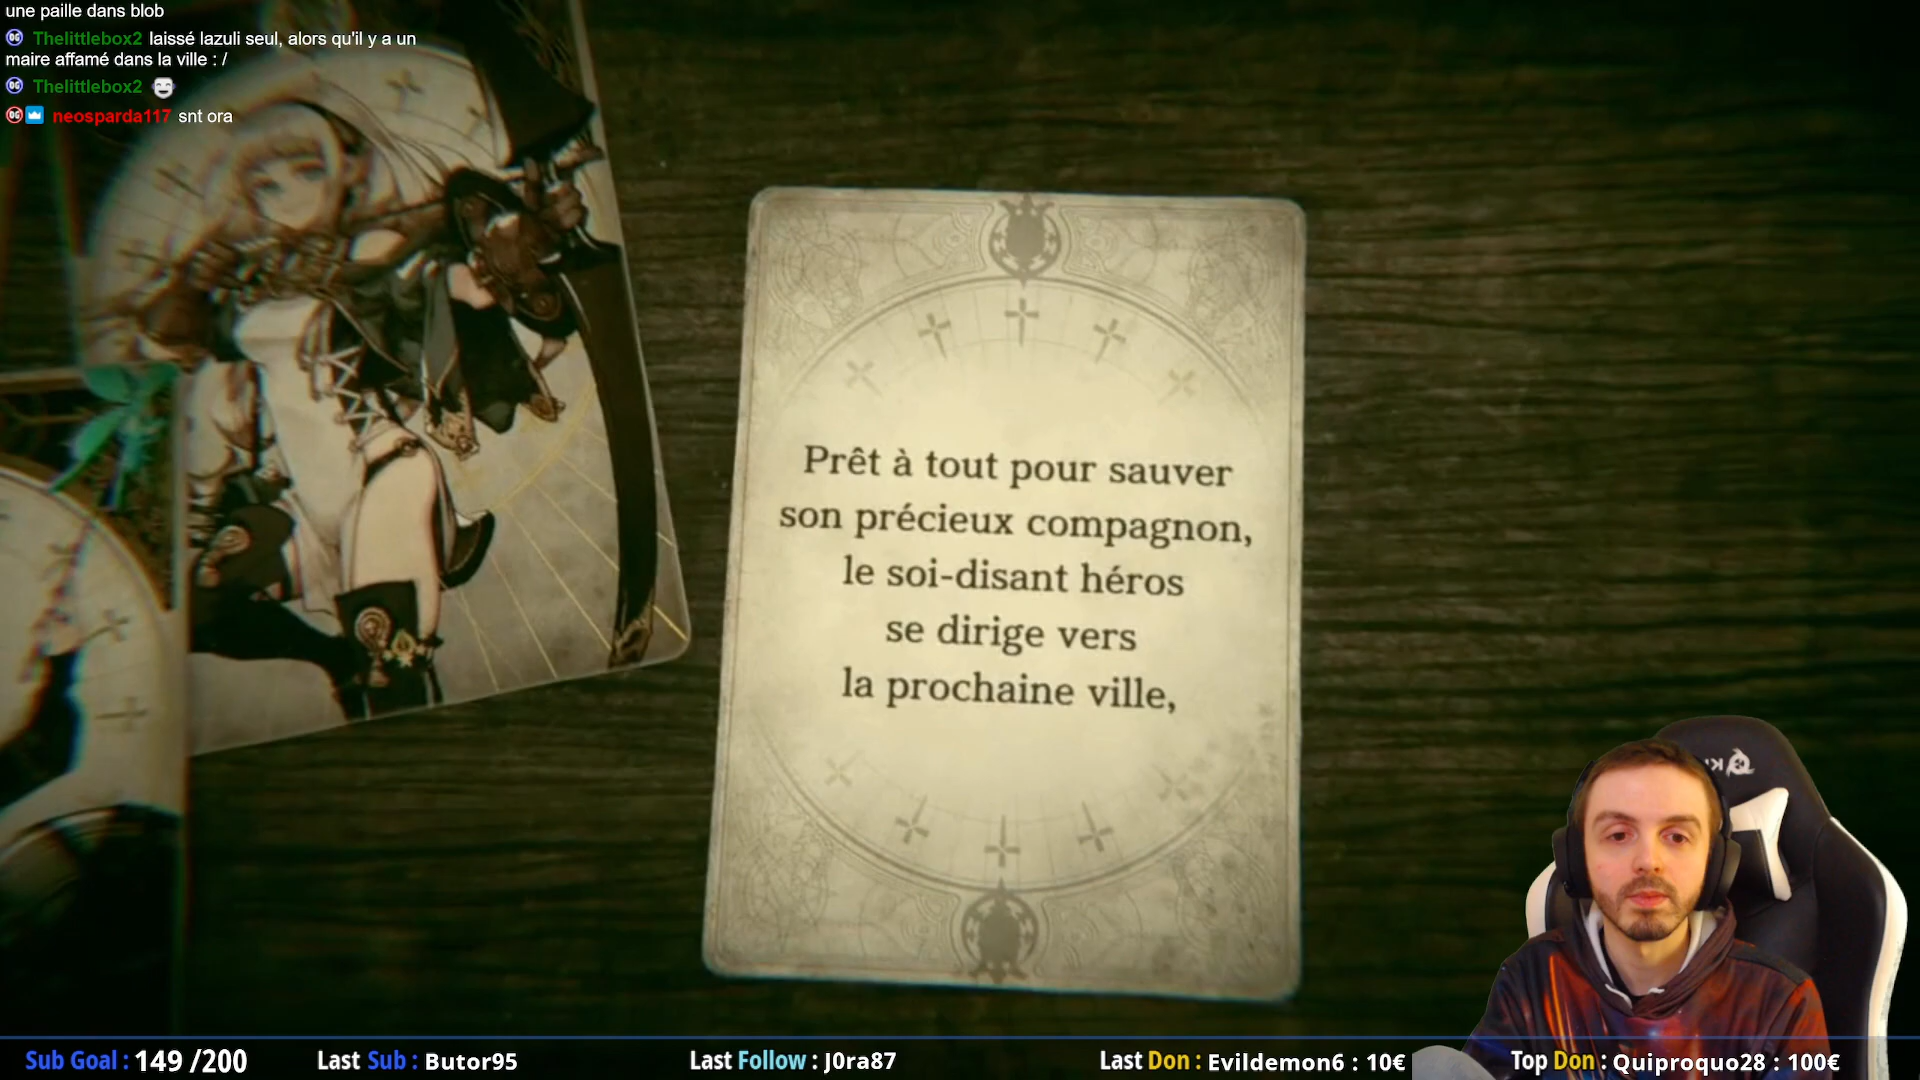 une paille dans blob
Thelittlebox2 laissé lazuli seul, alors qu'il y a un
maire affamé dans la ville : /
Thelittlebox2
neosparda117 snt ora
Prêt à tout pour sauver
son précieux compagnon,
le soi-disant héros
se dirige vers
la prochaine ville,
Sub Goal : 149 /200 Last Sub : Butor95 Last Follow : J0ra87 Last Don : Evildemon6 : 10€ Top Don : Quiproquo28 : 100€